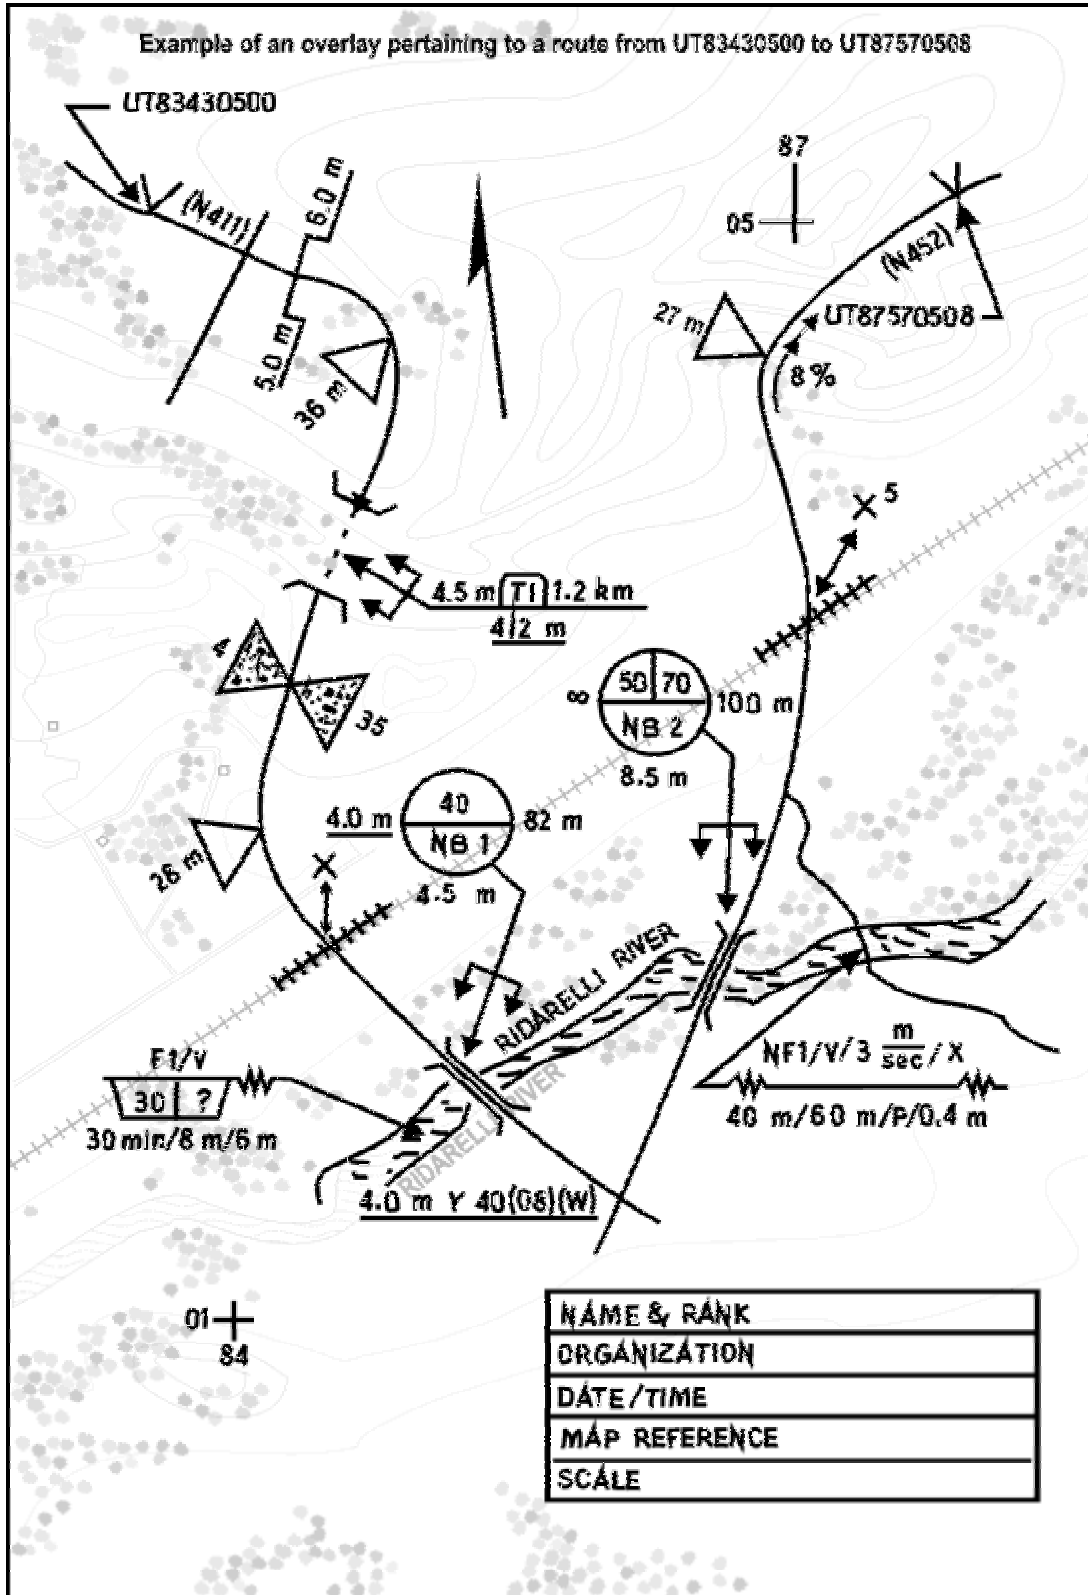 Example of an overlay pertaining to a route from UT83430500 to UT87570508
UT83430500
87
(N411)
6.0 m
05
(N452)
UT87570508
27 m
8%
5.0 m
36 m
5
4.5 m T1 1.2 km
4.2 m
4
35
50 70
NB 2
∞
100 m
8.5 m
40
NB 1
4.0 m
82 m
4.5 m
26 m
RIDARELLI RIVER
RIDARELLI RIVER
F1/V
30 ?
30 min/8 m/6 m
NF1/V/3 m/sec/X
40 m/60 m/P/0.4 m
4.0 m Y 40(08)(W)
01
84
NAME & RANK
ORGANIZATION
DATE/TIME
MAP REFERENCE
SCALE